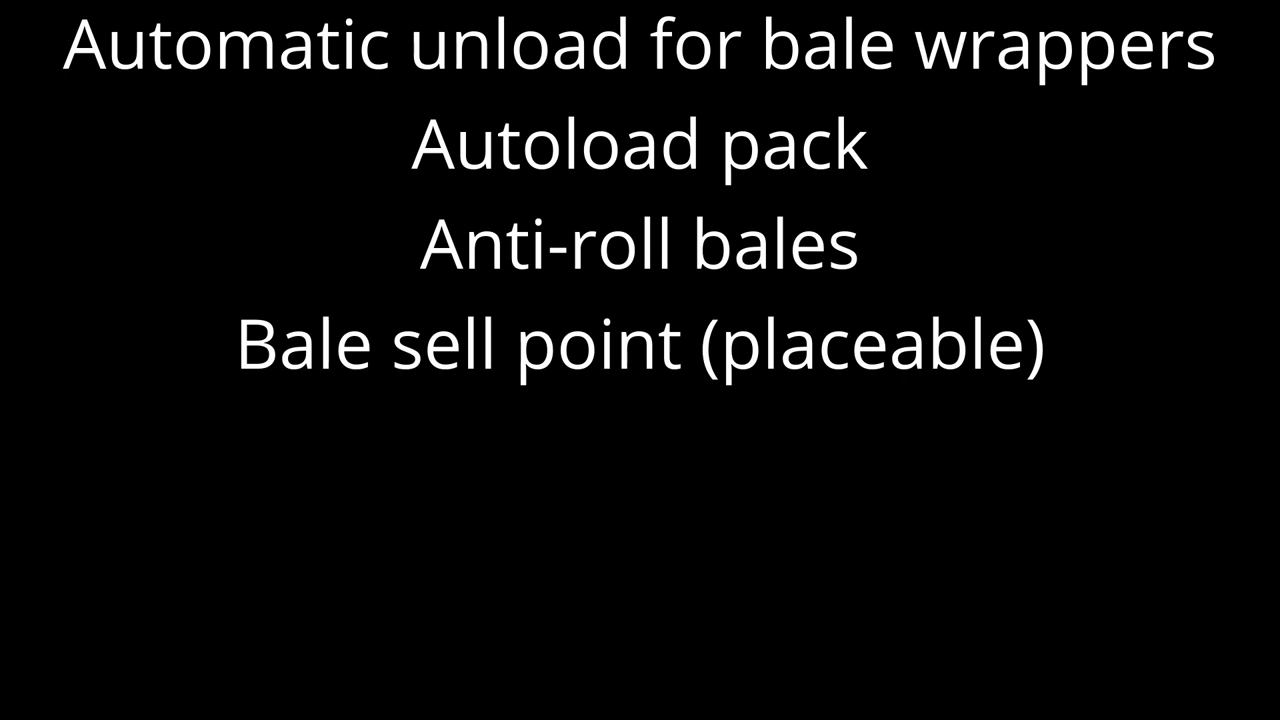 Automatic unload for bale wrappers
Autoload pack
Anti-roll bales
Bale sell point (placeable)